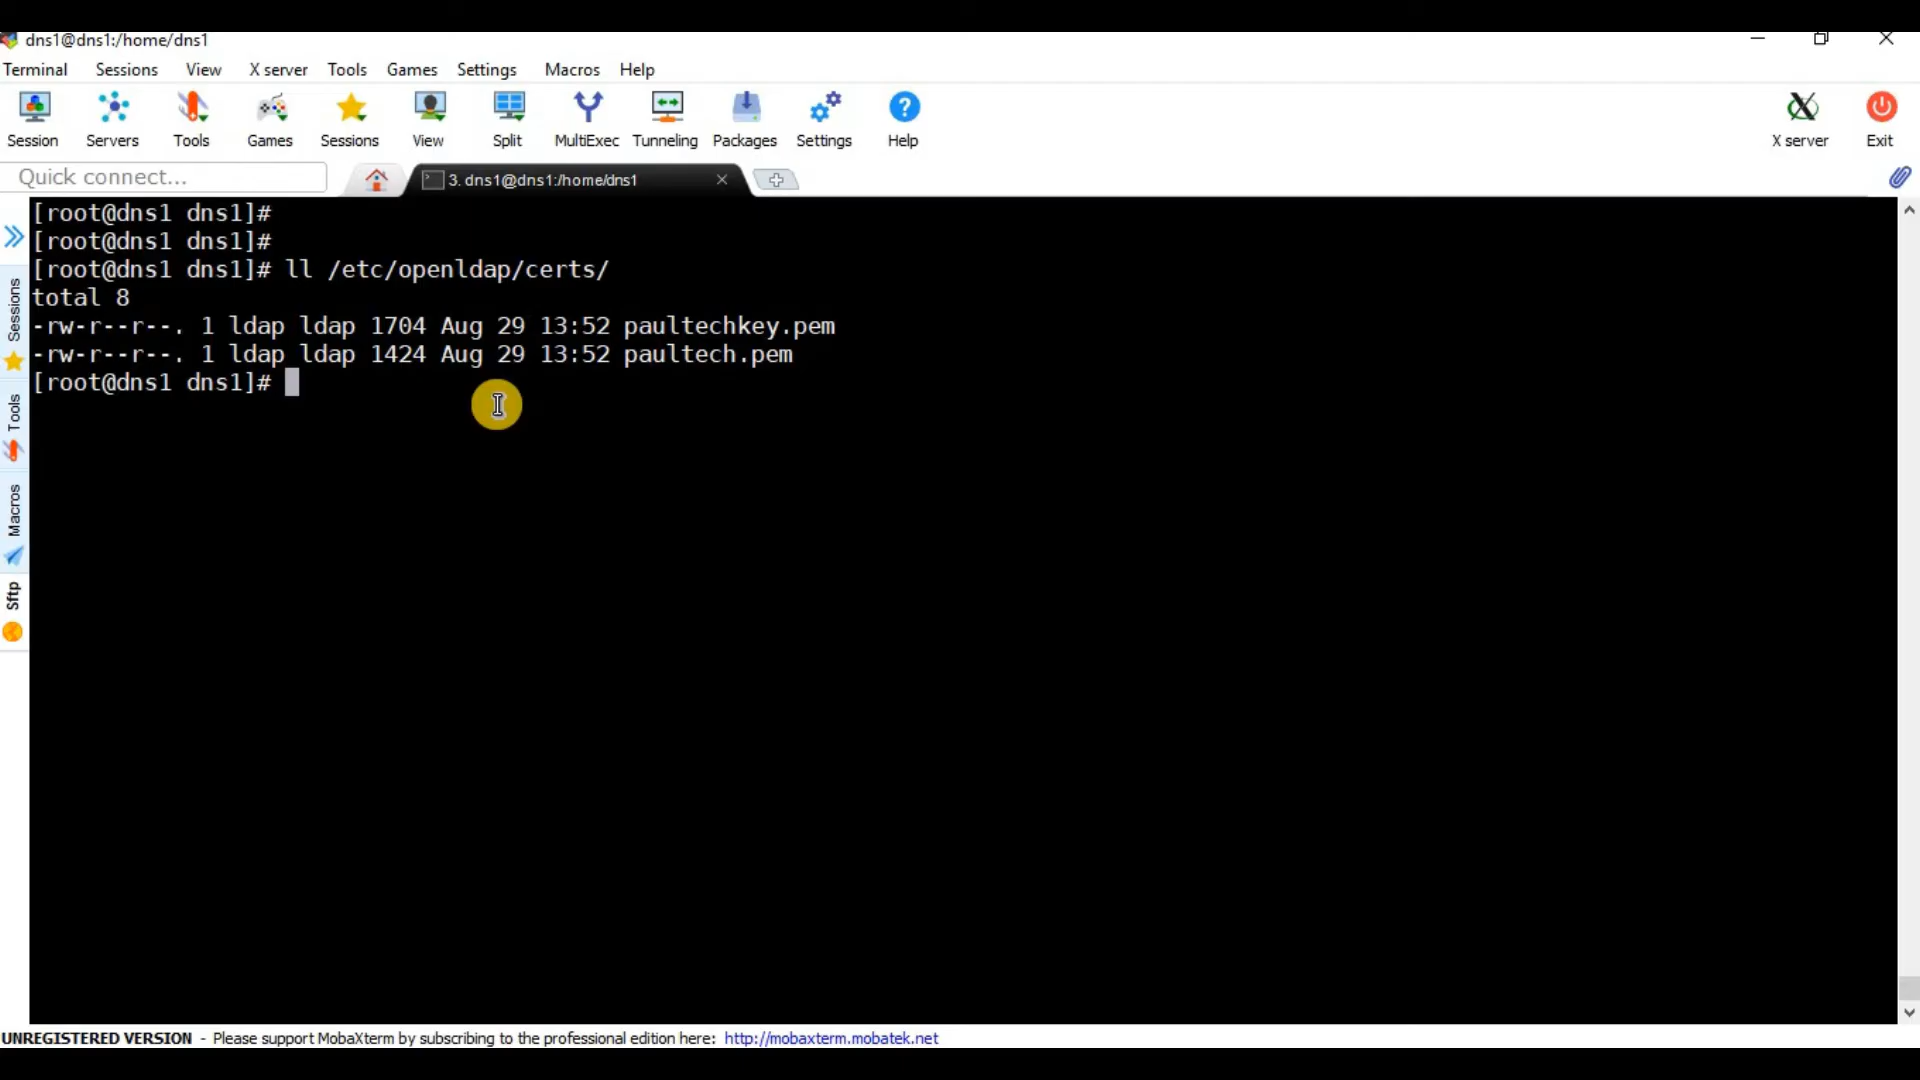 dns1@dns1:/home/dns1
Terminal Sessions View X server Tools Games Settings Macros Help
Session Servers Tools Games Sessions View Split MultiExec Tunneling Packages Settings Help X server Exit
Quick connect...
3. dns1@dns1:/home/dns1
[root@dns1 dns1]#
[root@dns1 dns1]#
[root@dns1 dns1]# ll /etc/openldap/certs/
total 8
-rw-r--r--. 1 ldap ldap 1704 Aug 29 13:52 paultechkey.pem
-rw-r--r--. 1 ldap ldap 1424 Aug 29 13:52 paultech.pem
[root@dns1 dns1]#
Sessions
Tools
Macros
Sftp
UNREGISTERED VERSION - Please support MobaXterm by subscribing to the professional edition here: http://mobaxterm.mobatek.net